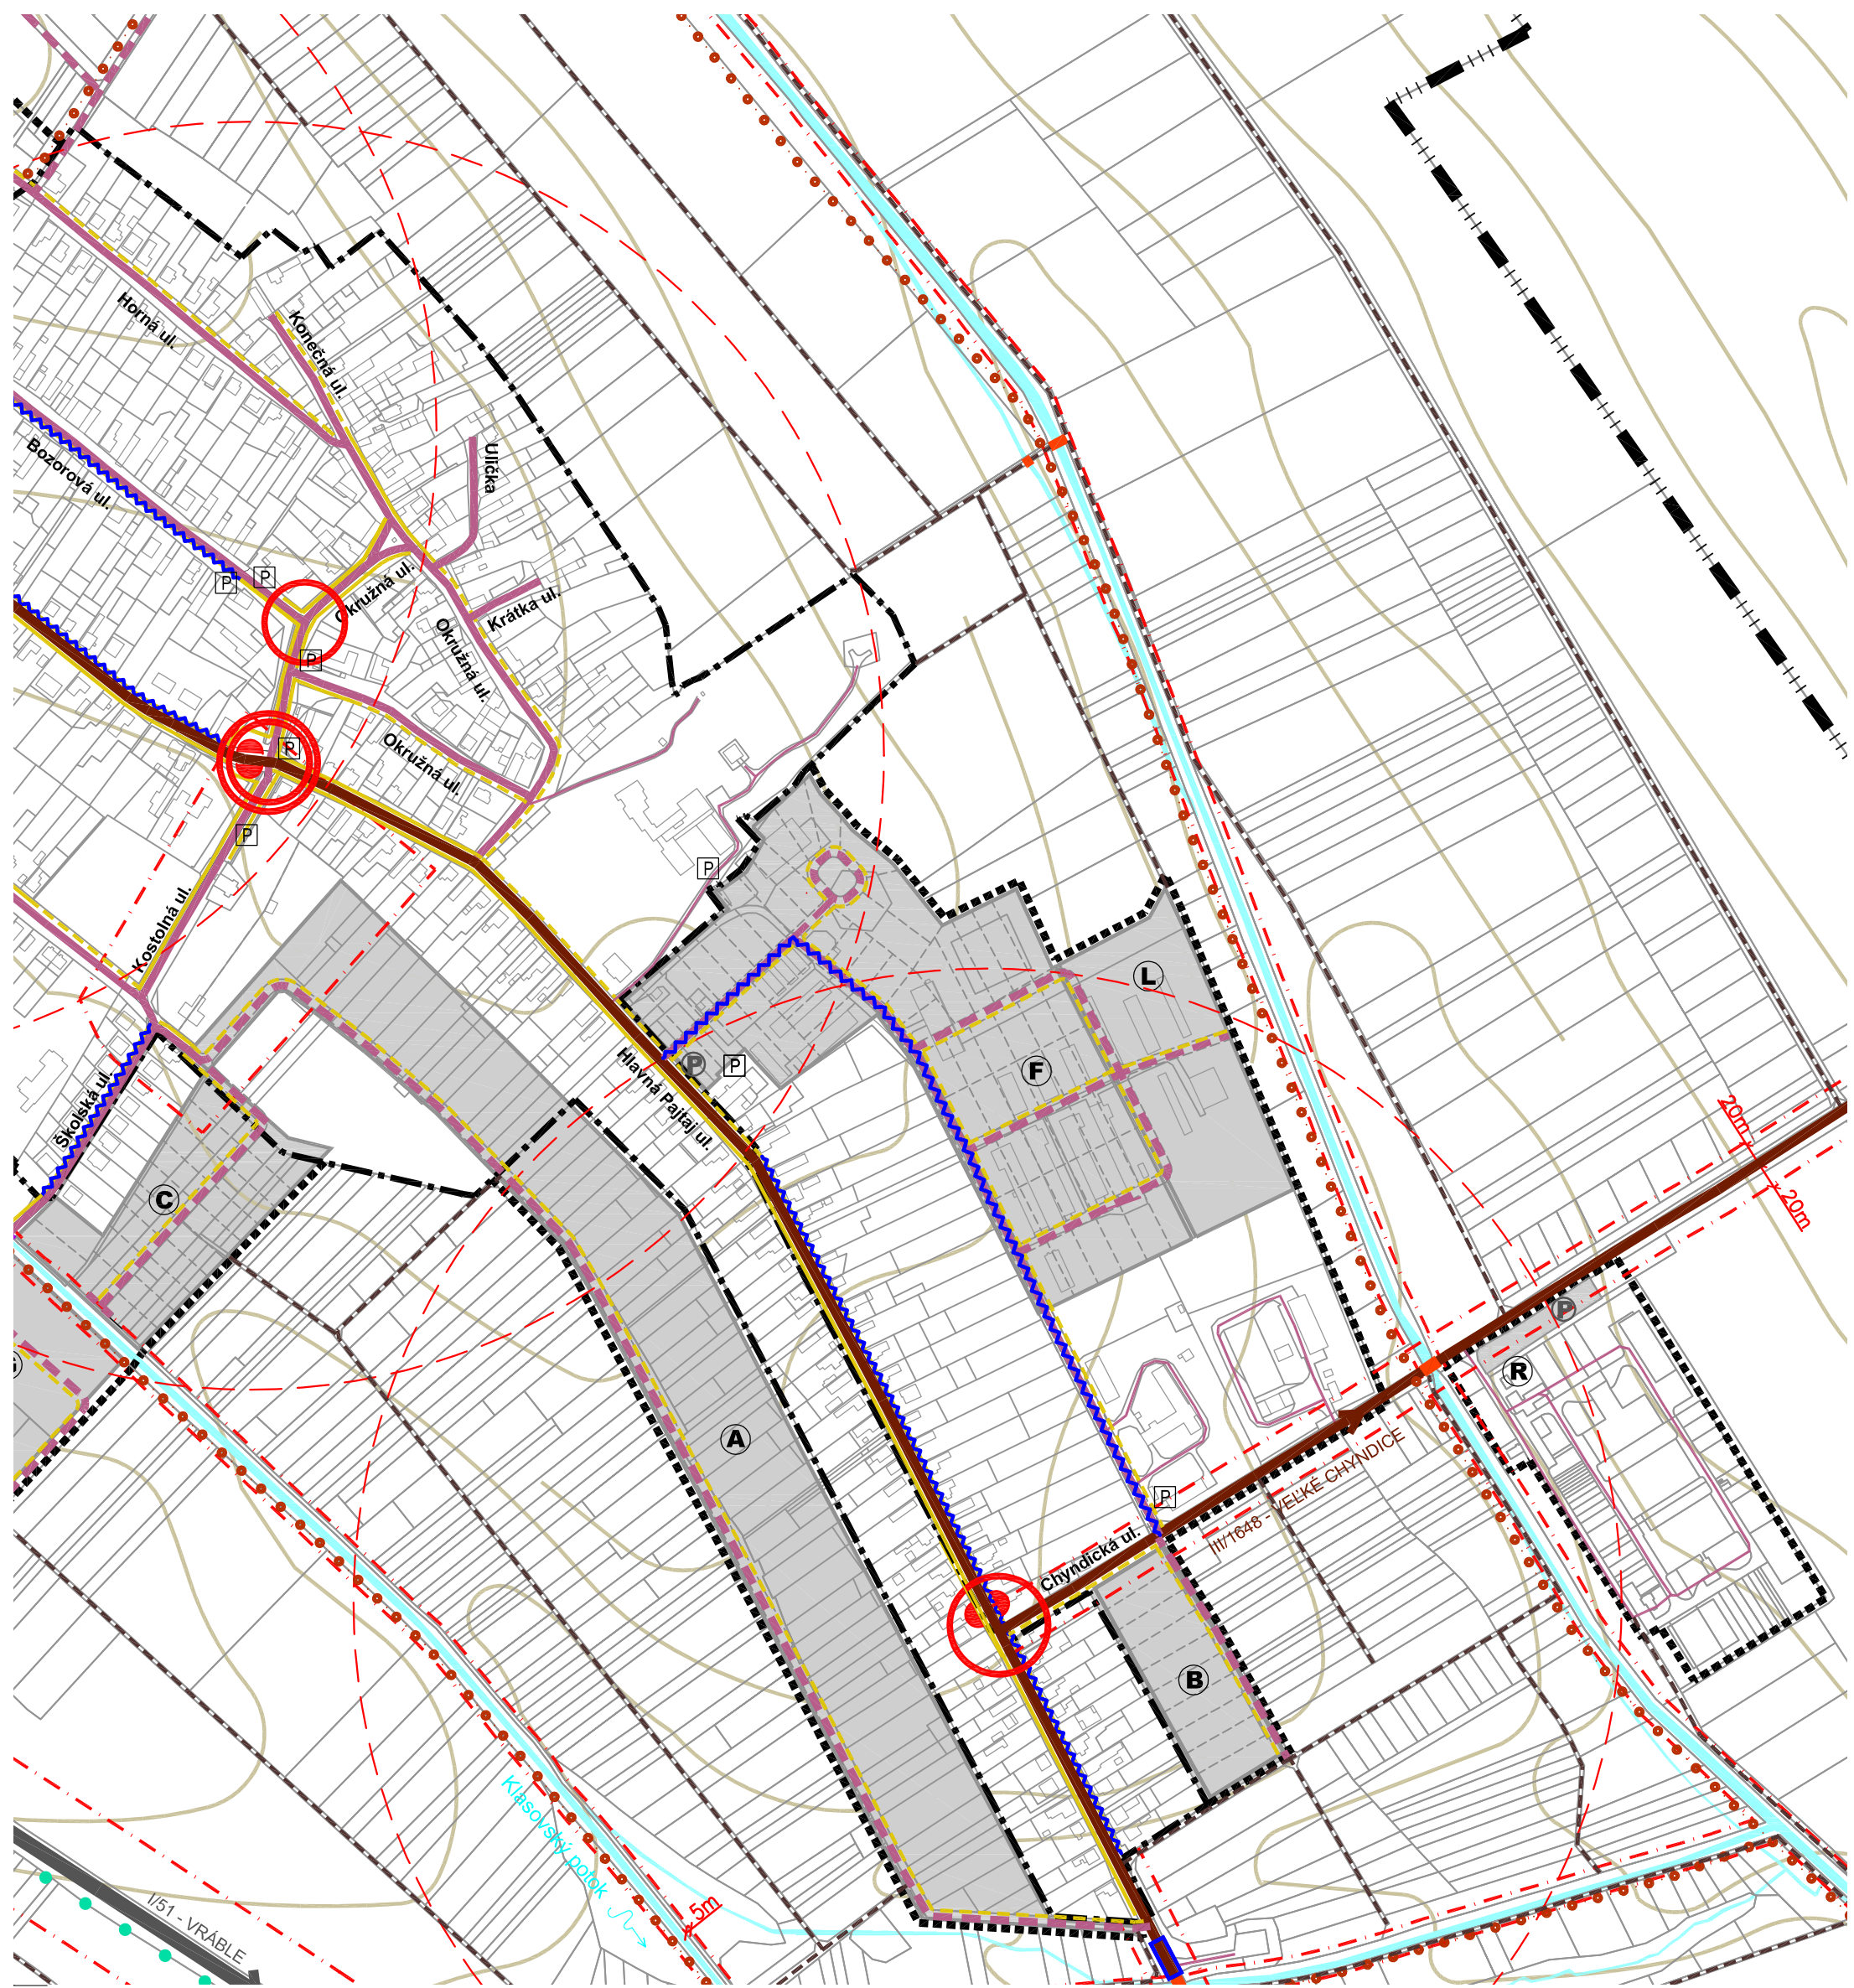 Horná ul.
Konečná ul.
Bozorová ul.
Ulička
P
P
Okružná ul.
Krátka ul.
Okružná ul.
P
P
Okružná ul.
P
P
Kostolná ul.
L
Hlavná Pajtaj ul.
P
P
F
Školská ul.
20m
20m
C
P
R
A
P
III/1648 - VEĽKÉ CHYNDICE
Chyndická ul.
B
Klasovský potok
5m
I/51 - VRÁBLE